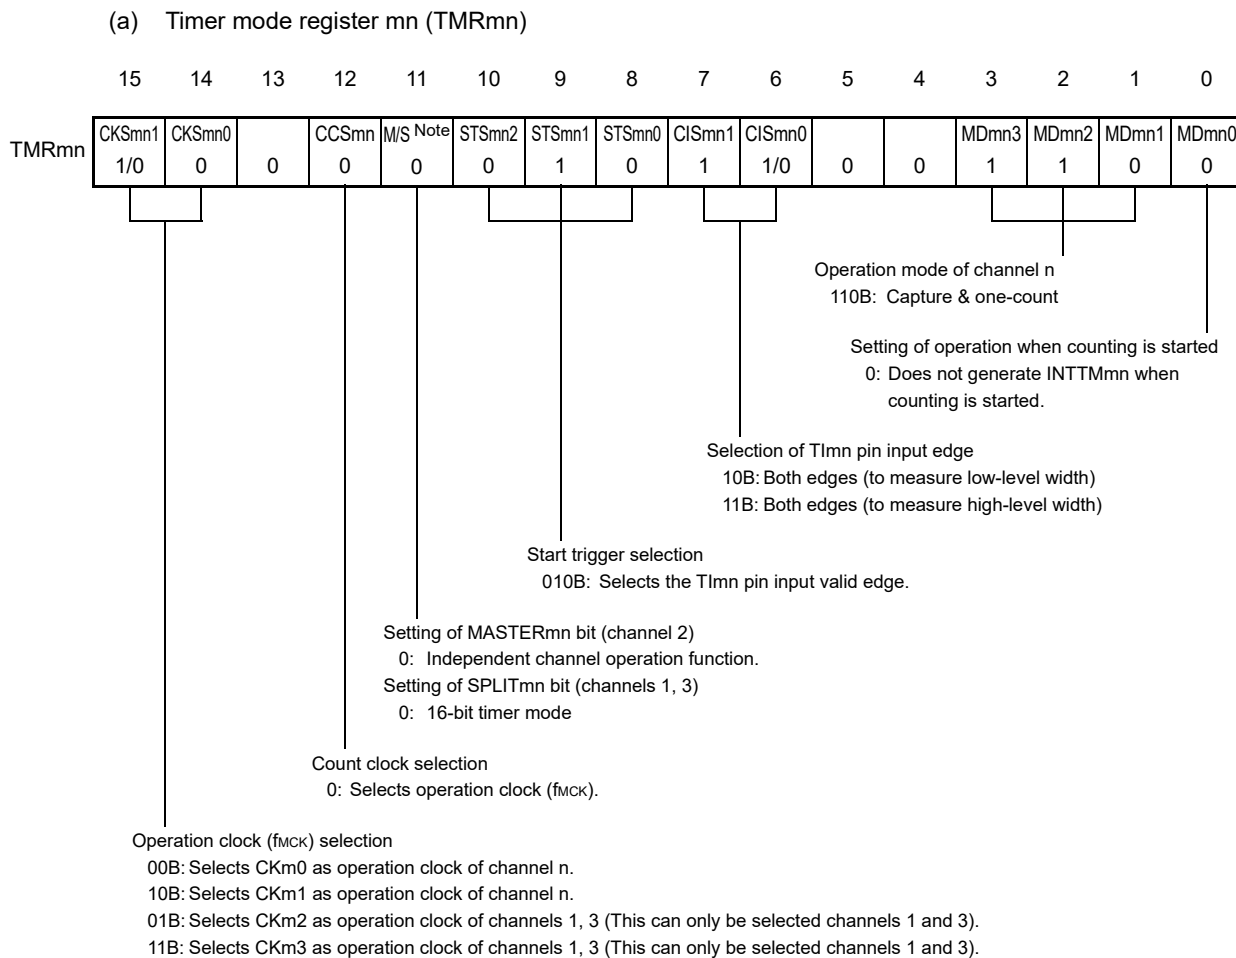 (a) Timer mode register mn (TMRmn)
15 14 13 12 11 10 9 8 7 6 5 4 3 2 1 0
TMRmn
CKSmn1 CKSmn0 CCSmn M/S Note STSmn2 STSmn1 STSmn0 CISmn1 CISmn0 MDmn3 MDmn2 MDmn1 MDmn0
1/0 0 0 0 0 0 1 0 1 1/0 0 0 1 1 0 0
Operation mode of channel n
110B: Capture & one-count
Setting of operation when counting is started
0: Does not generate INTTMmn when
counting is started.
Selection of TImn pin input edge
10B: Both edges (to measure low-level width)
11B: Both edges (to measure high-level width)
Start trigger selection
010B: Selects the TImn pin input valid edge.
Setting of MASTERmn bit (channel 2)
0: Independent channel operation function.
Setting of SPLITmn bit (channels 1, 3)
0: 16-bit timer mode
Count clock selection
0: Selects operation clock (fMCK).
Operation clock (fMCK) selection
00B: Selects CKm0 as operation clock of channel n.
10B: Selects CKm1 as operation clock of channel n.
01B: Selects CKm2 as operation clock of channels 1, 3 (This can only be selected channels 1 and 3).
11B: Selects CKm3 as operation clock of channels 1, 3 (This can only be selected channels 1 and 3).